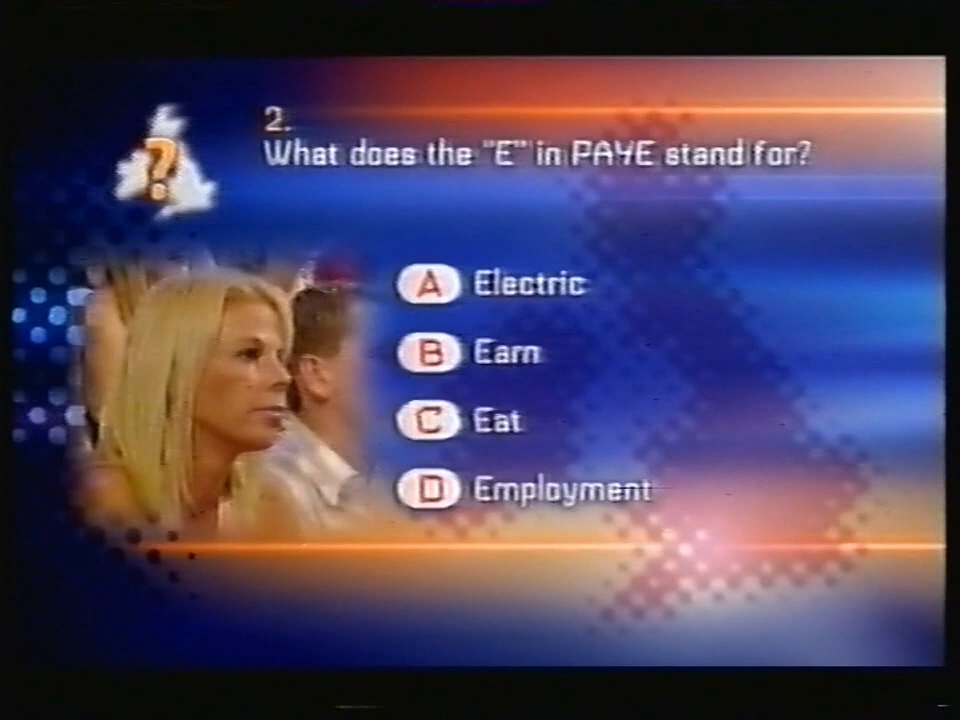 ?
2.
What does the "E" in PAYE stand for?
A Electric
B Earn
C Eat
D Employment